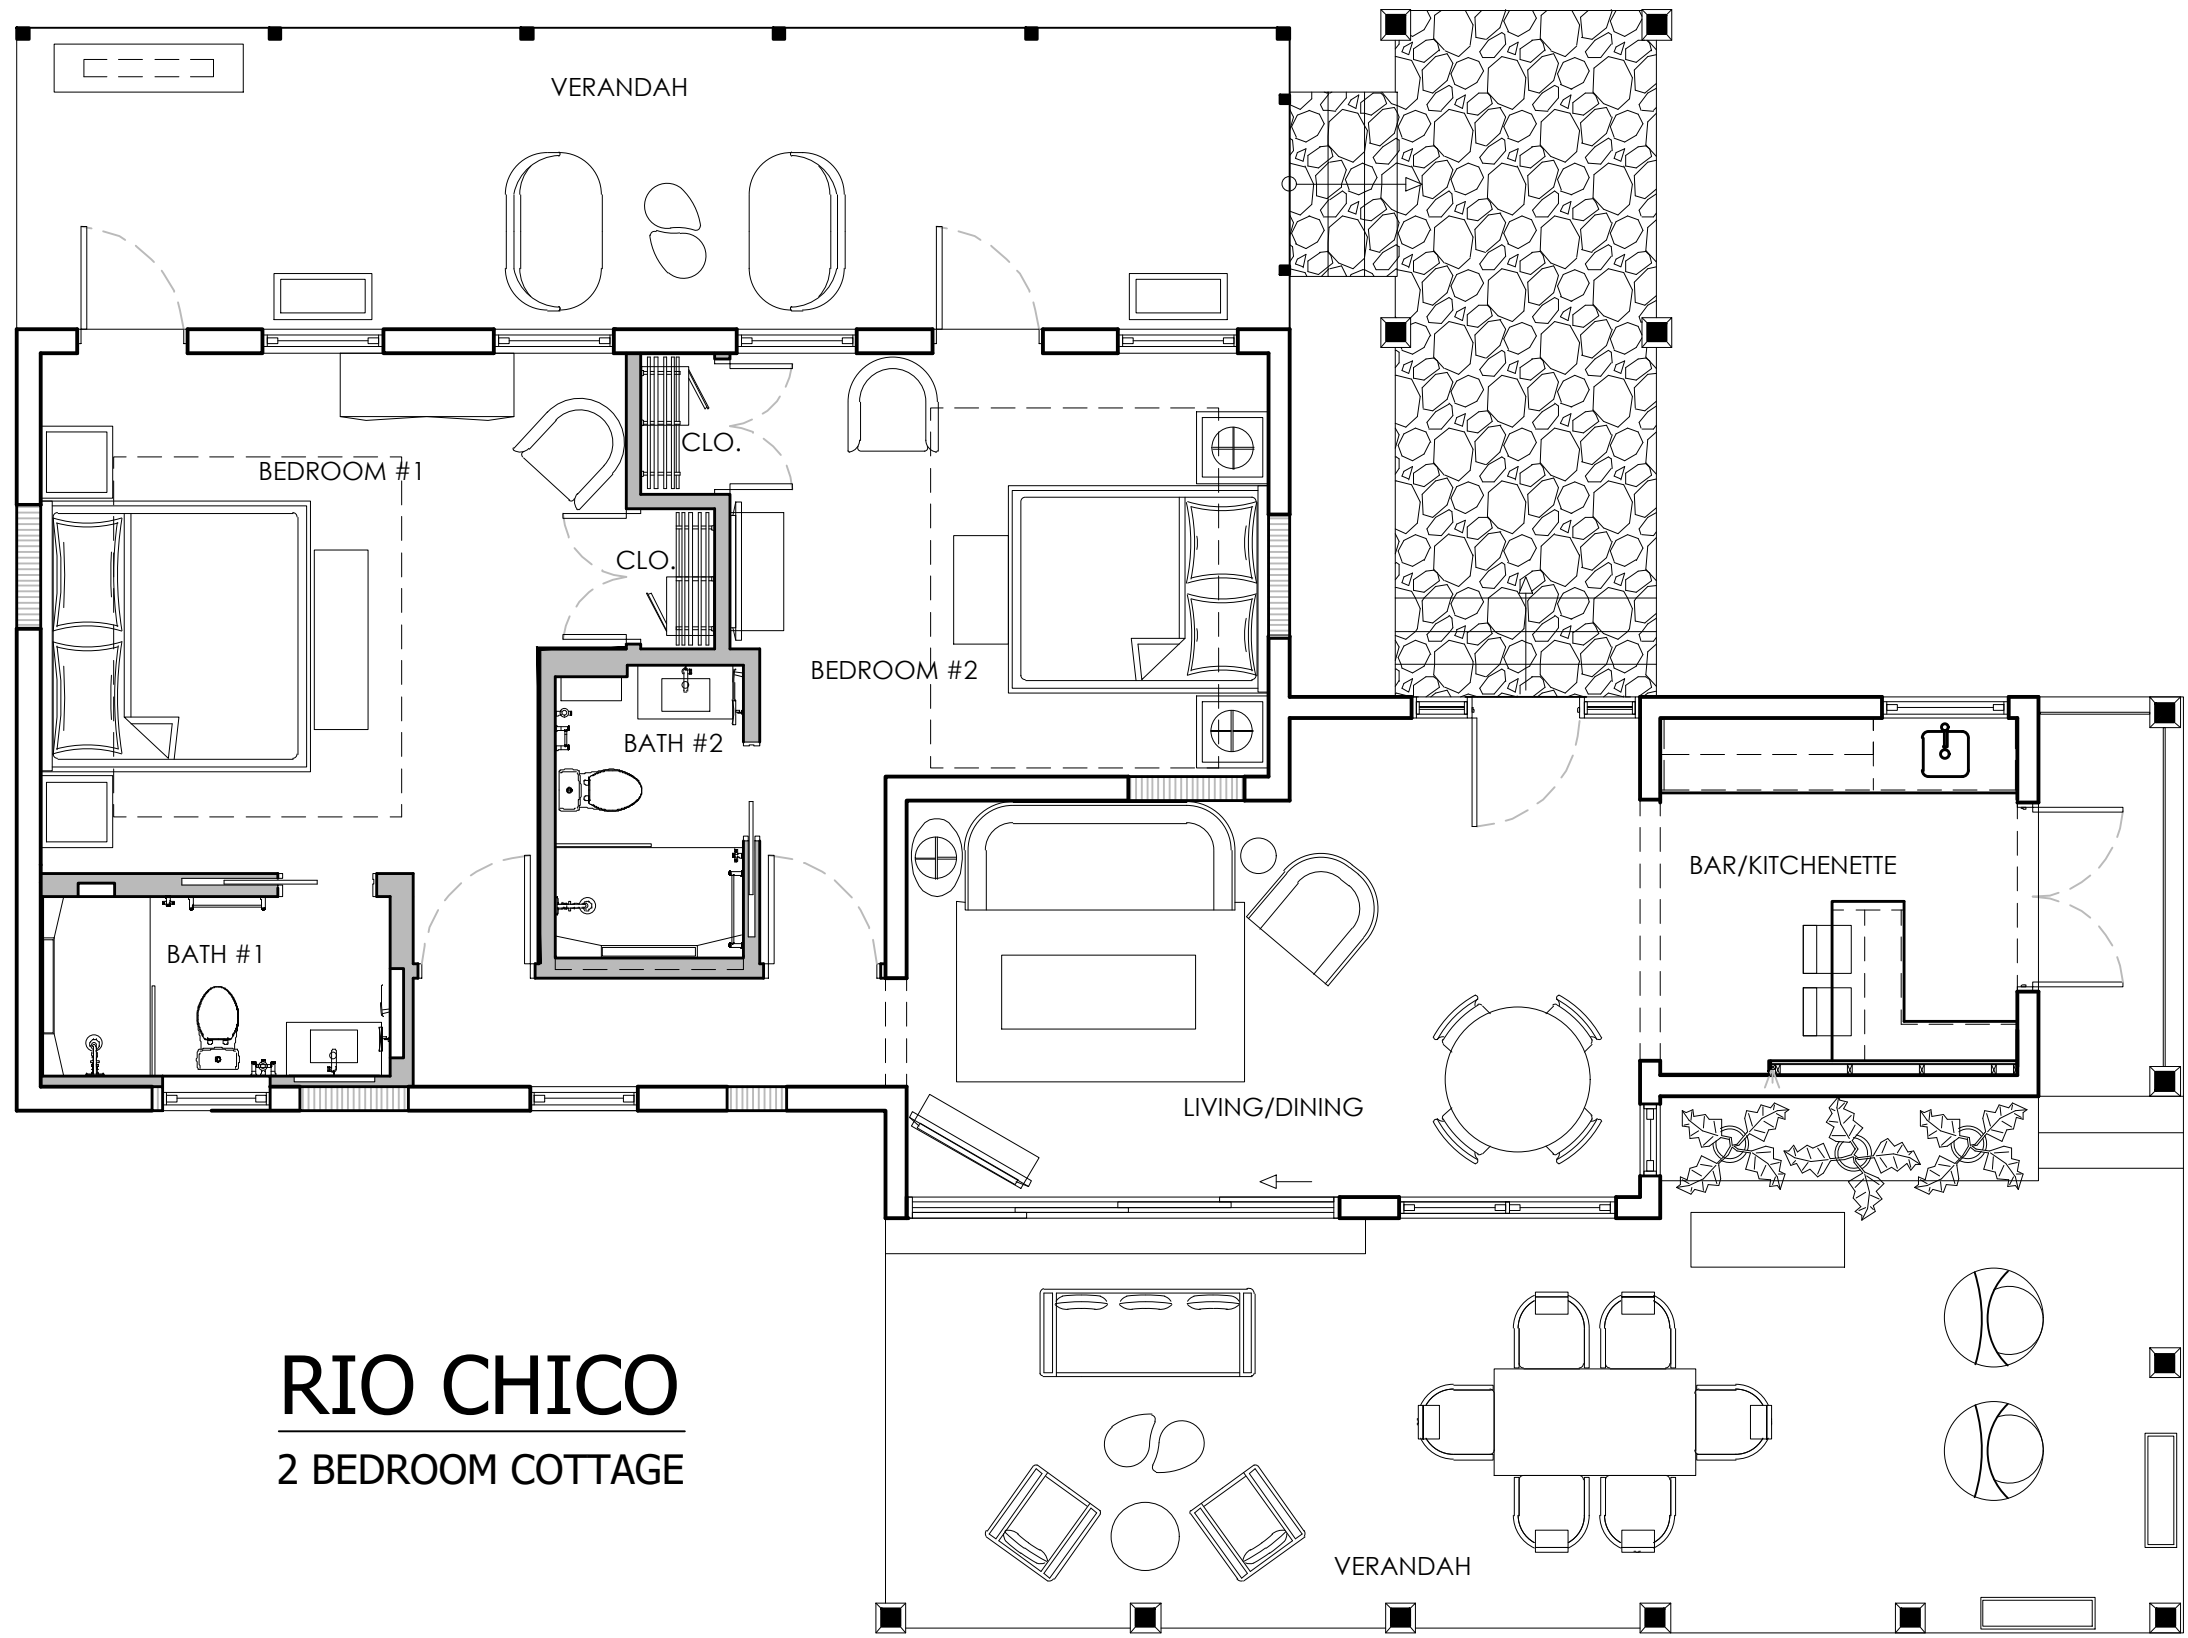 VERANDAH
CLO.
BEDROOM #1
CLO.
BEDROOM #2
BATH #2
BAR/KITCHENETTE
BATH #1
LIVING/DINING
RIO CHICO
2 BEDROOM COTTAGE
VERANDAH